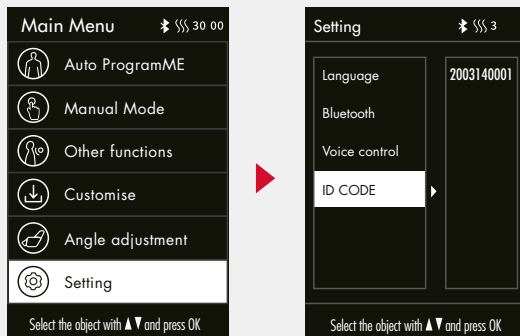 Main Menu 30 00
Auto ProgramME
Manual Mode
Other functions
Customise
Angle adjustment
Setting
Select the object with ▲▼ and press OK
Setting 3
Language
Bluetooth
Voice control
ID CODE
2003140001
Select the object with ▲▼ and press OK